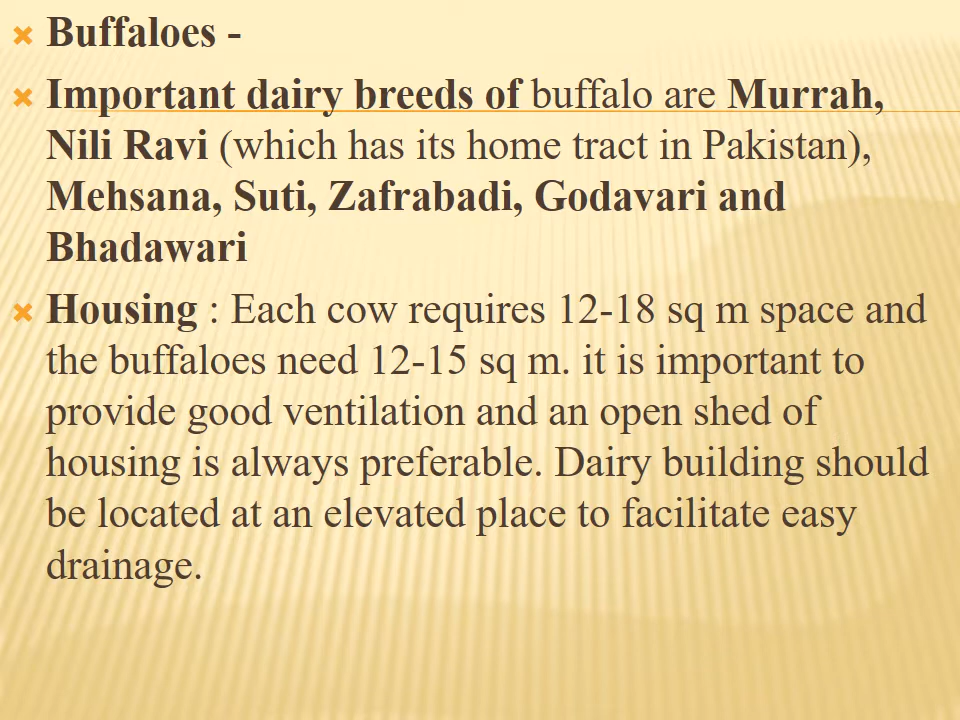 Buffaloes -
Important dairy breeds of buffalo are Murrah,
Nili Ravi (which has its home tract in Pakistan),
Mehsana, Suti, Zafrabadi, Godavari and
Bhadawari
Housing : Each cow requires 12-18 sq m space and
the buffaloes need 12-15 sq m. it is important to
provide good ventilation and an open shed of
housing is always preferable. Dairy building should
be located at an elevated place to facilitate easy
drainage.